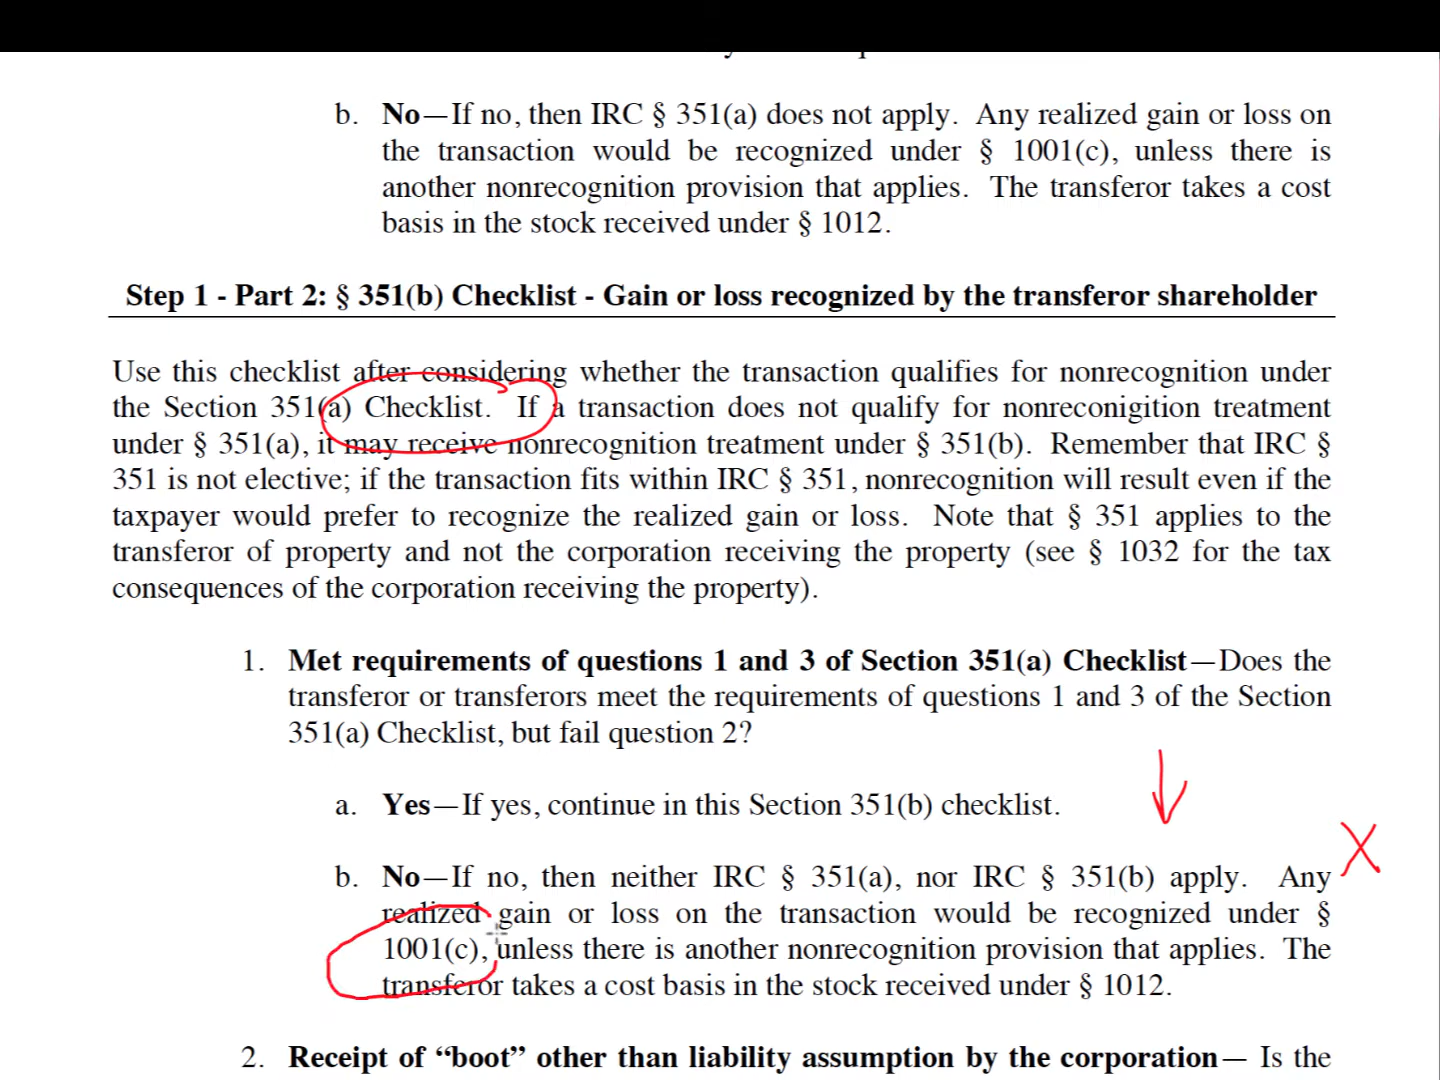 b. No—If no, then IRC § 351(a) does not apply. Any realized gain or loss on
the transaction would be recognized under § 1001(c), unless there is
another nonrecognition provision that applies. The transferor takes a cost
basis in the stock received under § 1012.
Step 1 - Part 2: § 351(b) Checklist - Gain or loss recognized by the transferor shareholder
Use this checklist after considering whether the transaction qualifies for nonrecognition under
the Section 351(a) Checklist. If a transaction does not qualify for nonreconigition treatment
under § 351(a), it may receive nonrecognition treatment under § 351(b). Remember that IRC §
351 is not elective; if the transaction fits within IRC § 351, nonrecognition will result even if the
taxpayer would prefer to recognize the realized gain or loss. Note that § 351 applies to the
transferor of property and not the corporation receiving the property (see § 1032 for the tax
consequences of the corporation receiving the property).
1. Met requirements of questions 1 and 3 of Section 351(a) Checklist—Does the
transferor or transferors meet the requirements of questions 1 and 3 of the Section
351(a) Checklist, but fail question 2?
a. Yes—If yes, continue in this Section 351(b) checklist.
b. No—If no, then neither IRC § 351(a), nor IRC § 351(b) apply. Any
realized gain or loss on the transaction would be recognized under §
1001(c), unless there is another nonrecognition provision that applies. The
transferor takes a cost basis in the stock received under § 1012.
2. Receipt of “boot” other than liability assumption by the corporation— Is the